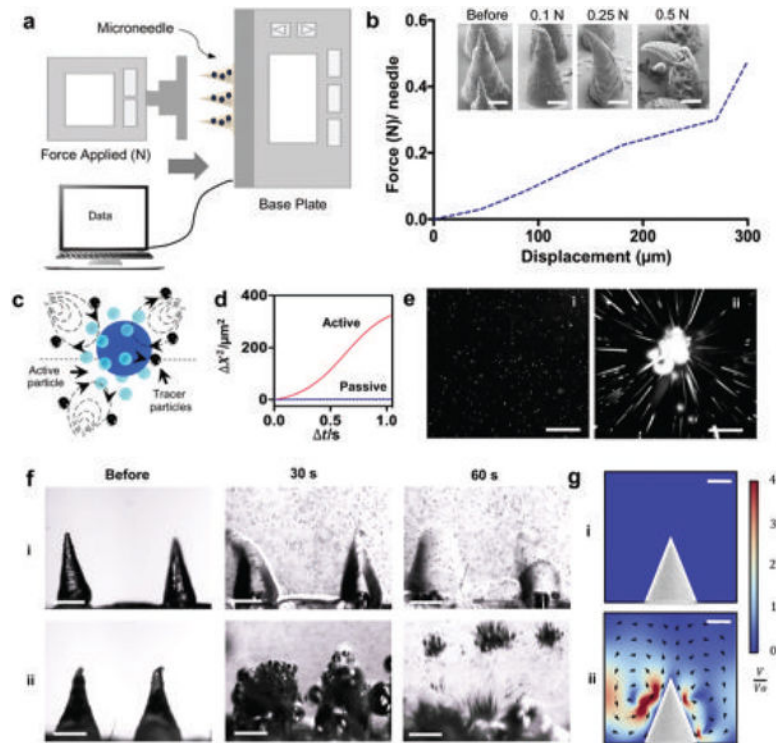 a
Microneedle
Force Applied (N)
Data
Base Plate
b
Before
0.1 N
0.25 N
0.5 N
Force (N)/ needle
0.6
0.4
0.2
0.0
0
100
200
300
Displacement (μm)
c
Active
particle
Tracer
particles
d
ΔX²/μm²
400
200
0
Active
Passive
0.0
0.5
1.0
Δt/s
e
i
ii
f
Before
30 s
60 s
i
ii
g
i
ii
4
3
2
1
0